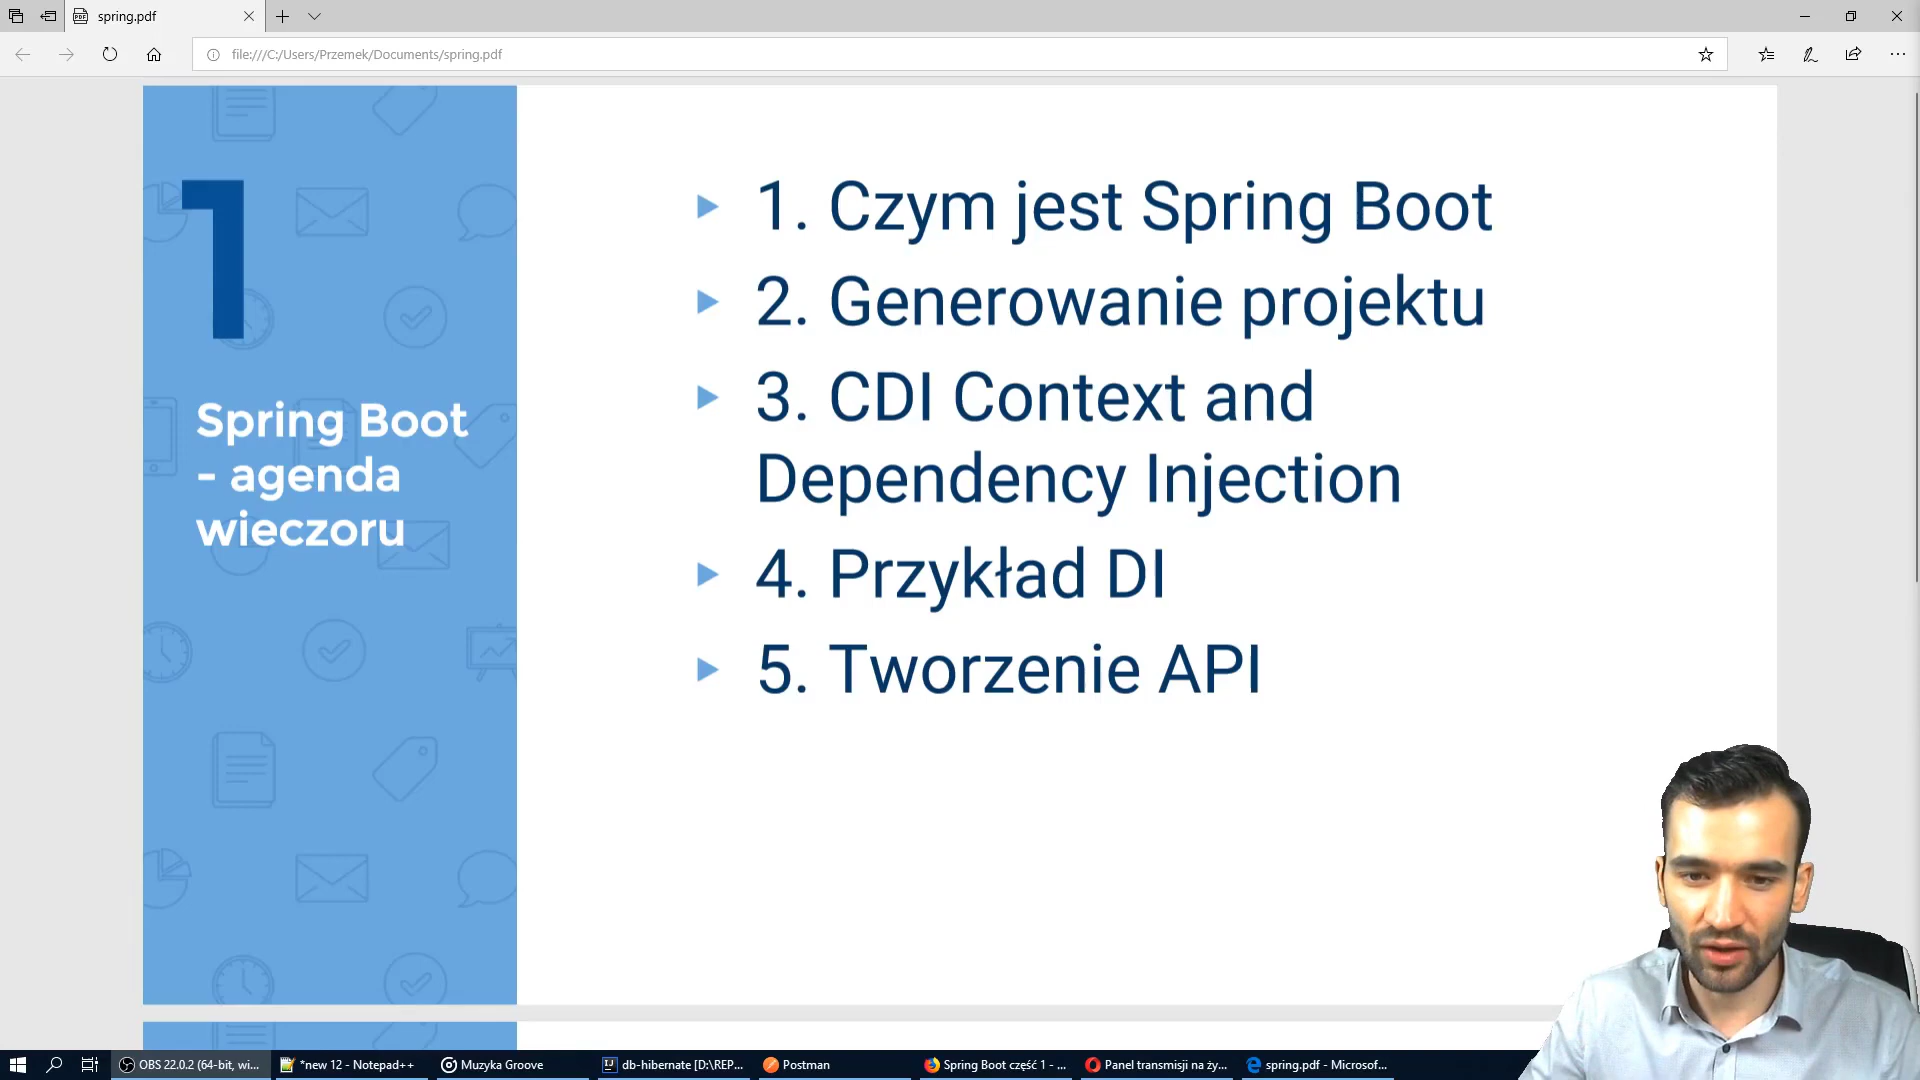 spring.pdf
file:///C:/Users/Przemek/Documents/spring.pdf
1
Spring Boot
- agenda
wieczoru
1. Czym jest Spring Boot
2. Generowanie projektu
3. CDI Context and
Dependency Injection
4. Przykład DI
5. Tworzenie API
OBS 22.0.2 (64-bit, wi...
*new 12 - Notepad++
Muzyka Groove
db-hibernate [D:\REP...
Postman
Spring Boot część 1 - ...
Panel transmisji na ży...
spring.pdf - Microsof...